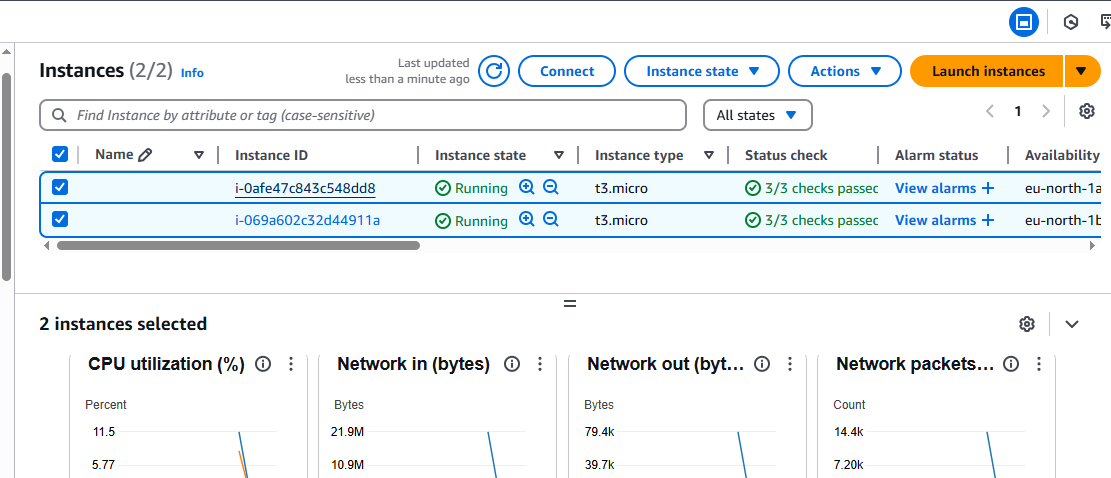 Instances (2/2) Info
Last updated
less than a minute ago
Connect
Instance state
Actions
Launch instances
Find Instance by attribute or tag (case-sensitive)
All states
1
Name Instance ID Instance state Instance type Status check Alarm status Availability
i-0afe47c843c548dd8 Running t3.micro 3/3 checks passec View alarms + eu-north-1a
i-069a602c32d44911a Running t3.micro 3/3 checks passec View alarms + eu-north-1b
2 instances selected
CPU utilization (%) Network in (bytes) Network out (byt... Network packets...
Percent Bytes Bytes Count
11.5 21.9M 79.4k 14.4k
5.77 10.9M 39.7k 7.20k